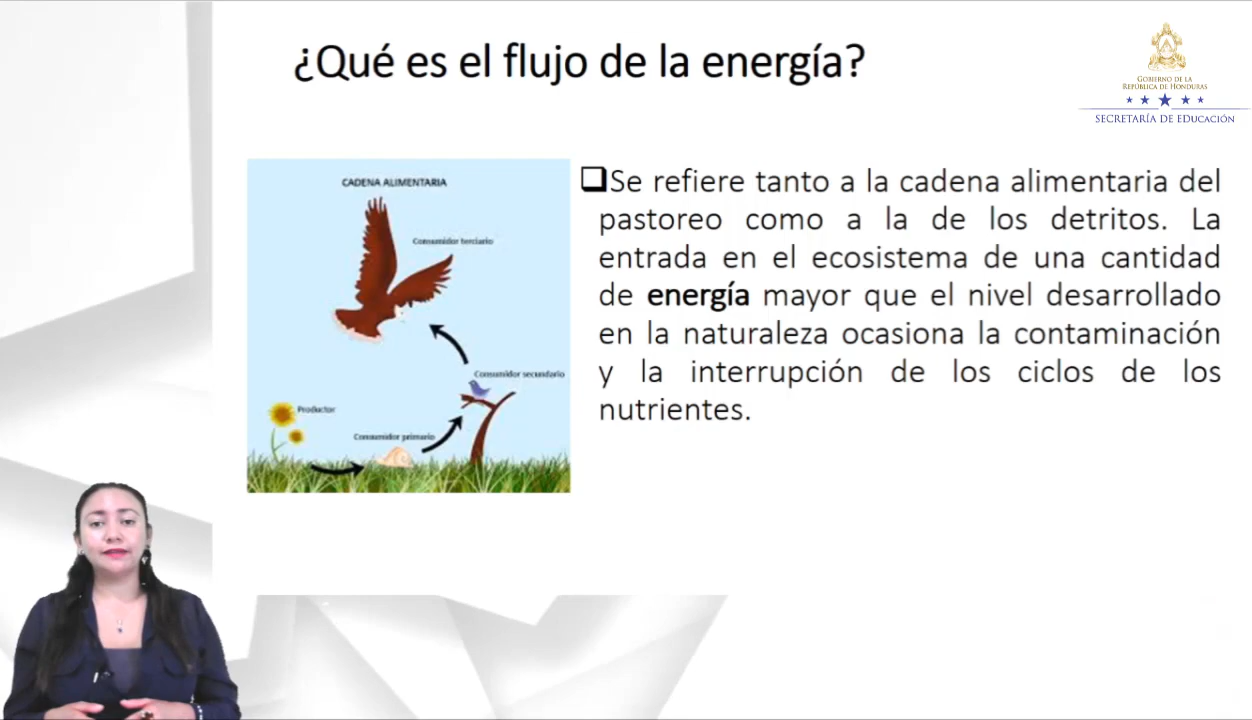 ¿Qué es el flujo de la energía?
GOBIERNO DE LA
REPÚBLICA DE HONDURAS
SECRETARÍA DE EDUCACIÓN
CADENA ALIMENTARIA
Consumidor terciario
Consumidor secundario
Productor
Consumidor primario
Se refiere tanto a la cadena alimentaria del
pastoreo como a la de los detritos. La
entrada en el ecosistema de una cantidad
de energía mayor que el nivel desarrollado
en la naturaleza ocasiona la contaminación
y la interrupción de los ciclos de los
nutrientes.